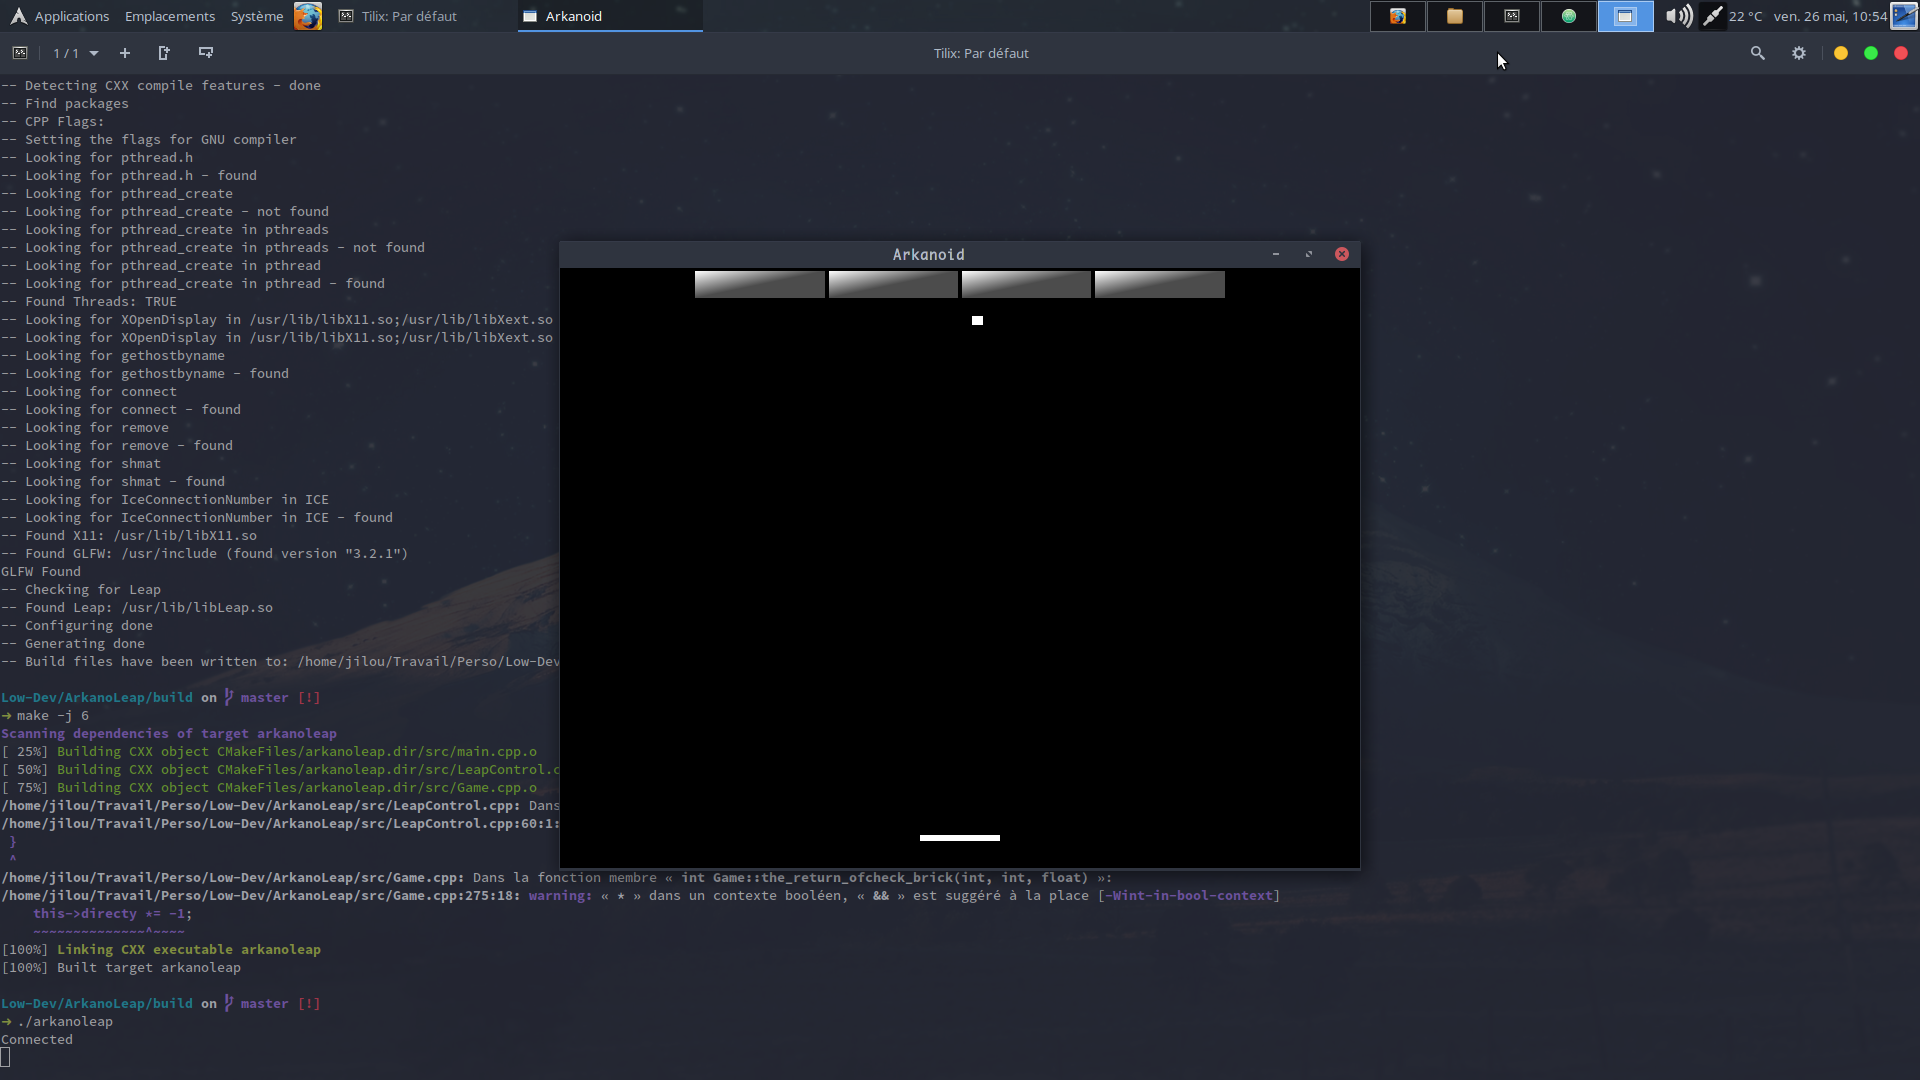 Applications Emplacements Système Tilix: Par défaut Arkanoid 22 °C ven. 26 mai, 10:54
1 / 1 Tilix: Par défaut
-- Detecting CXX compile features - done
-- Find packages
-- CPP Flags:
-- Setting the flags for GNU compiler
-- Looking for pthread.h
-- Looking for pthread.h - found
-- Looking for pthread_create
-- Looking for pthread_create - not found
-- Looking for pthread_create in pthreads
-- Looking for pthread_create in pthreads - not found
-- Looking for pthread_create in pthread
-- Looking for pthread_create in pthread - found
-- Found Threads: TRUE
-- Looking for XOpenDisplay in /usr/lib/libX11.so;/usr/lib/libXext.so
-- Looking for XOpenDisplay in /usr/lib/libX11.so;/usr/lib/libXext.so
-- Looking for gethostbyname
-- Looking for gethostbyname - found
-- Looking for connect
-- Looking for connect - found
-- Looking for remove
-- Looking for remove - found
-- Looking for shmat
-- Looking for shmat - found
-- Looking for IceConnectionNumber in ICE
-- Looking for IceConnectionNumber in ICE - found
-- Found X11: /usr/lib/libX11.so
-- Found GLFW: /usr/include (found version "3.2.1")
GLFW Found
-- Checking for Leap
-- Found Leap: /usr/lib/libLeap.so
-- Configuring done
-- Generating done
-- Build files have been written to: /home/jilou/Travail/Perso/Low-Dev
Low-Dev/ArkanoLeap/build on master [!]
➜ make -j 6
Scanning dependencies of target arkanoleap
[ 25%] Building CXX object CMakeFiles/arkanoleap.dir/src/main.cpp.o
[ 50%] Building CXX object CMakeFiles/arkanoleap.dir/src/LeapControl.c
[ 75%] Building CXX object CMakeFiles/arkanoleap.dir/src/Game.cpp.o
/home/jilou/Travail/Perso/Low-Dev/ArkanoLeap/src/LeapControl.cpp: Dans
/home/jilou/Travail/Perso/Low-Dev/ArkanoLeap/src/LeapControl.cpp:60:1:
}
^
/home/jilou/Travail/Perso/Low-Dev/ArkanoLeap/src/Game.cpp: Dans la fonction membre « int Game::the_return_ofcheck_brick(int, int, float) »:
/home/jilou/Travail/Perso/Low-Dev/ArkanoLeap/src/Game.cpp:275:18: warning: « * » dans un contexte booléen, « && » est suggéré à la place [-Wint-in-bool-context]
this->directy *= -1;
~~~~~~~~~~~~~~^~~~~
[100%] Linking CXX executable arkanoleap
[100%] Built target arkanoleap
Low-Dev/ArkanoLeap/build on master [!]
➜ ./arkanoleap
Connected
Arkanoid